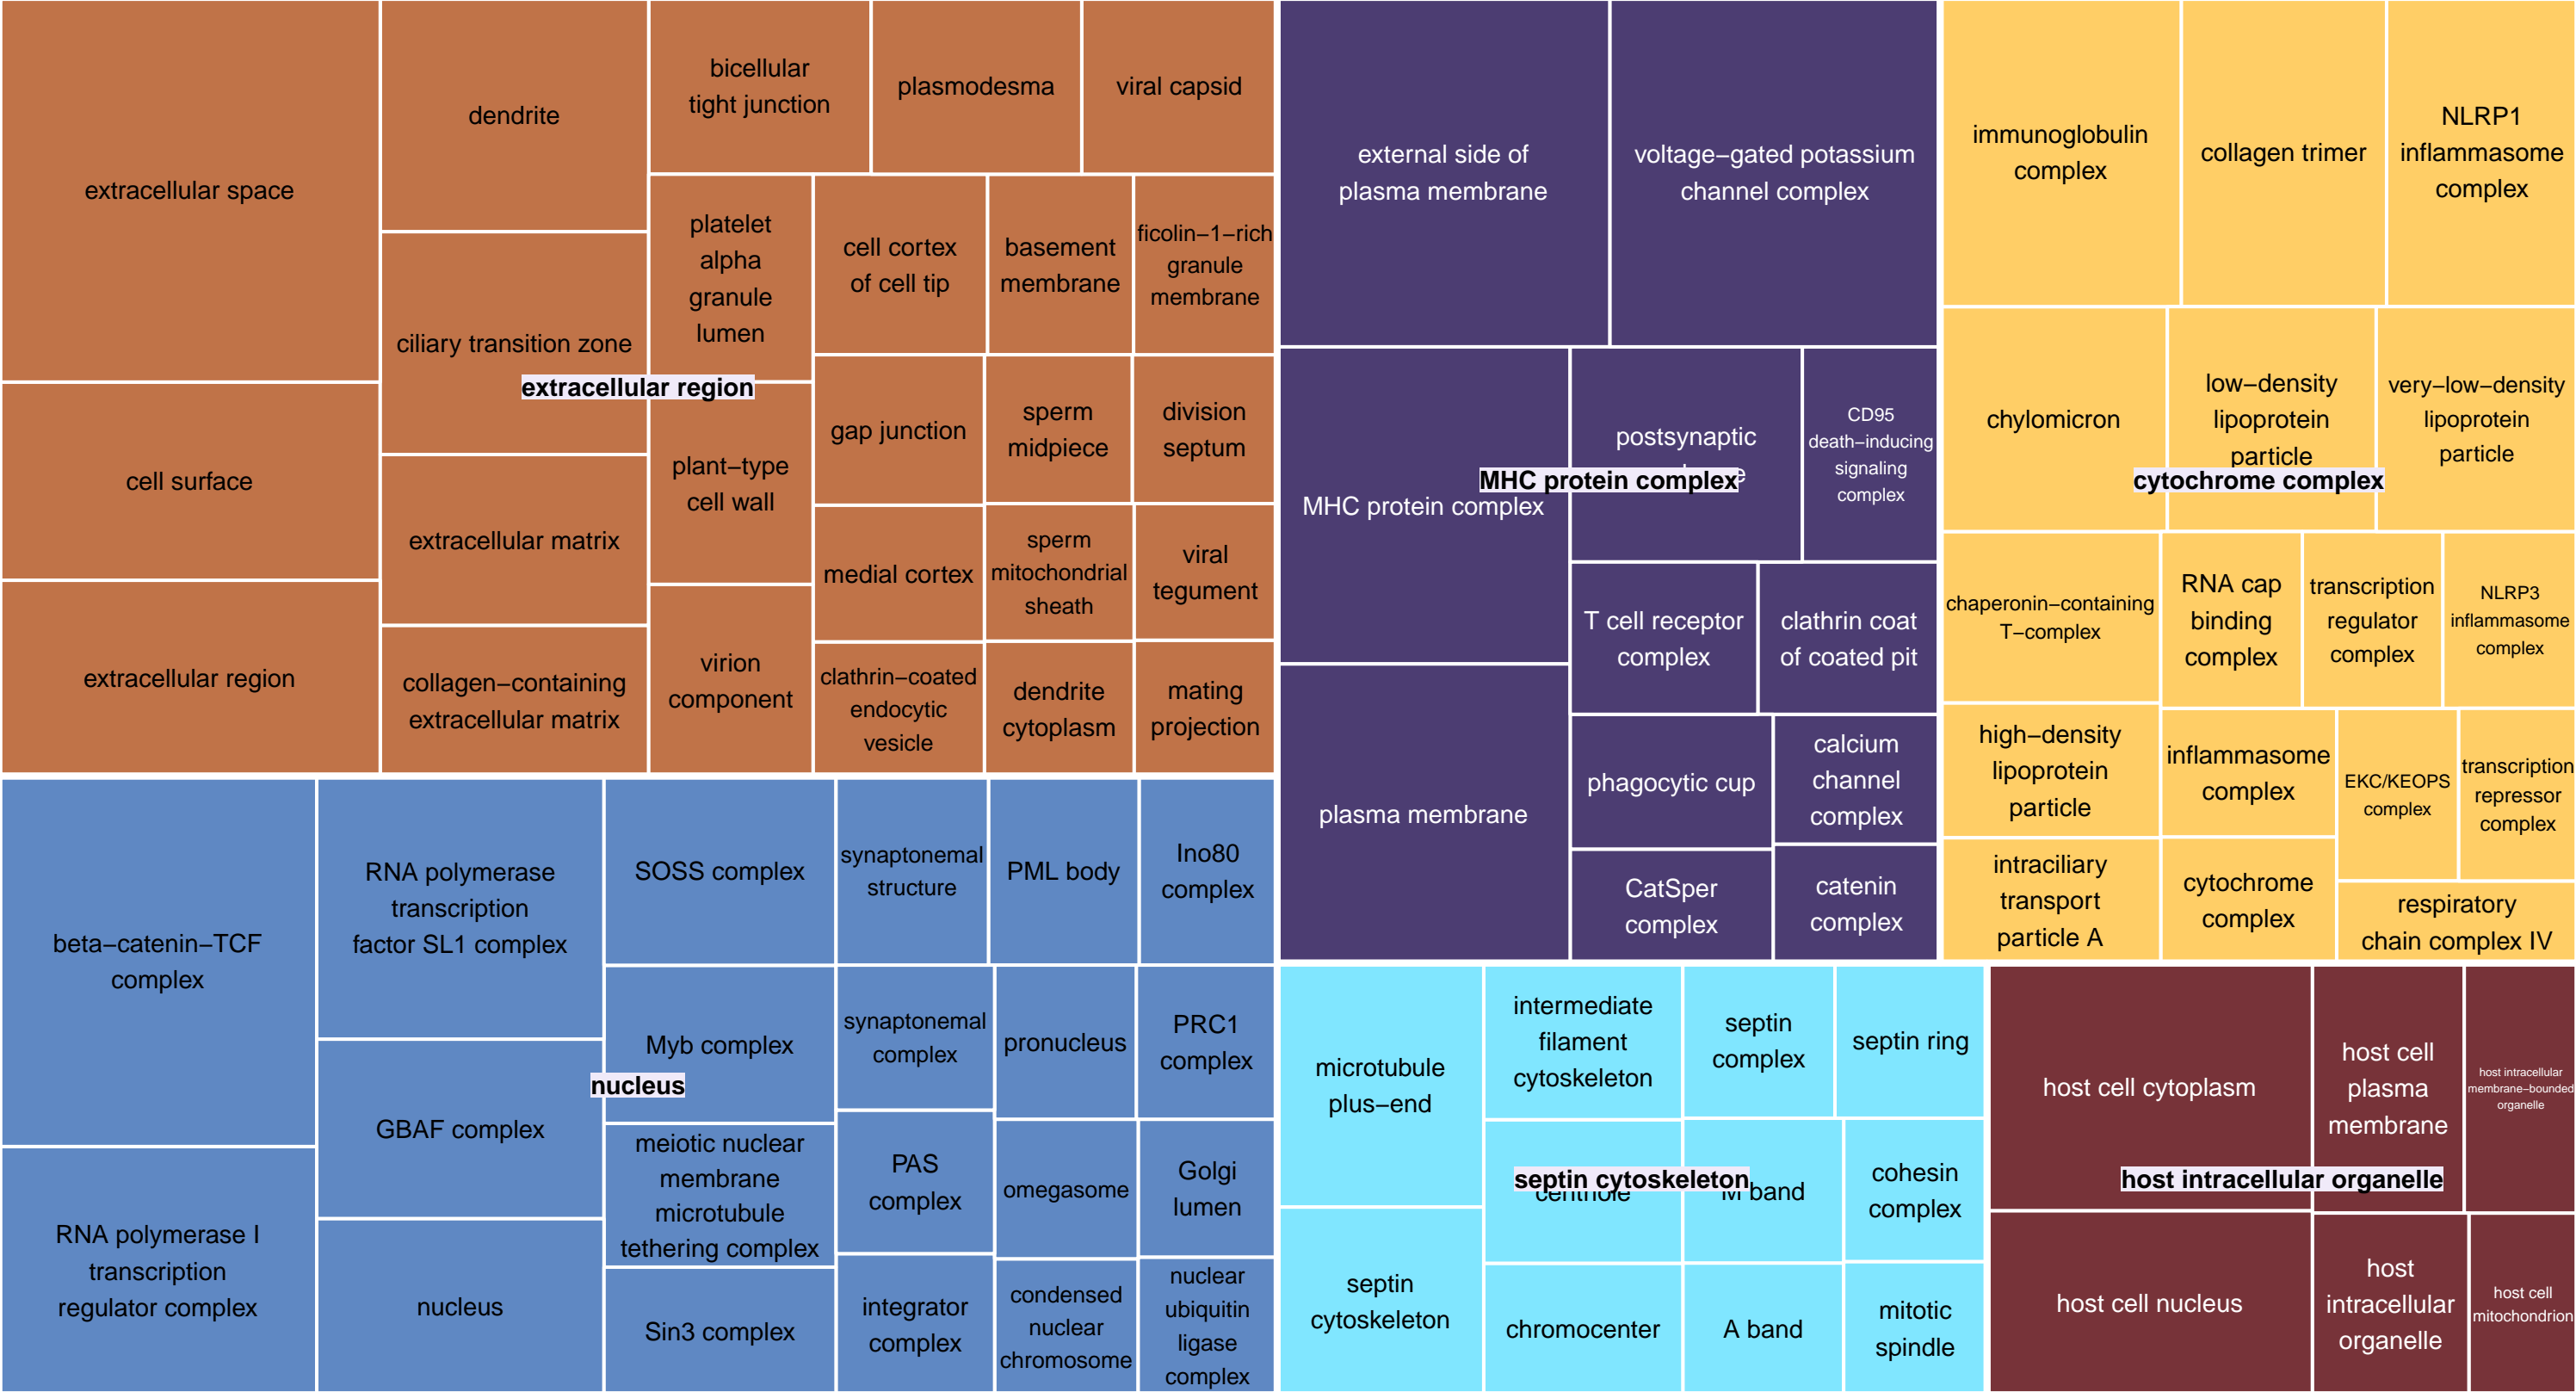 extracellular space
cell surface
extracellular region
dendrite
ciliary transition zone
extracellular matrix
collagen−containing
extracellular matrix
bicellular
tight junction
plasmodesma
viral capsid
platelet
alpha
granule
lumen
plant−type
cell wall
virion
component
cell cortex
of cell tip
basement
membrane
ficolin−1−rich
granule
membrane
gap junction
sperm
midpiece
division
septum
medial cortex
sperm
mitochondrial
sheath
viral
tegument
clathrin−coated
endocytic
vesicle
dendrite
cytoplasm
mating
projection
extracellular region
beta−catenin−TCF
complex
RNA polymerase I
transcription
regulator complex
RNA polymerase
transcription
factor SL1 complex
GBAF complex
nucleus
SOSS complex
Myb complex
meiotic nuclear
membrane
microtubule
tethering complex
Sin3 complex
synaptonemal
structure
PML body
Ino80
complex
synaptonemal
complex
pronucleus
PRC1
complex
PAS
complex
omegasome
Golgi
lumen
integrator
complex
condensed
nuclear
chromosome
nuclear
ubiquitin
ligase
complex
nucleus
external side of
plasma membrane
voltage−gated potassium
channel complex
MHC protein complex
plasma membrane
postsynaptic
CD95
death−inducing
signaling
complex
T cell receptor
complex
clathrin coat
of coated pit
phagocytic cup
calcium
channel
complex
CatSper
complex
catenin
complex
MHC protein complex
immunoglobulin
complex
collagen trimer
NLRP1
inflammasome
complex
chylomicron
low−density
lipoprotein
particle
very−low−density
lipoprotein
particle
chaperonin−containing
T−complex
RNA cap
binding
complex
transcription
regulator
complex
NLRP3
inflammasome
complex
high−density
lipoprotein
particle
inflammasome
complex
EKC/KEOPS
complex
transcription
repressor
complex
intraciliary
transport
particle A
cytochrome
complex
respiratory
chain complex IV
cytochrome complex
microtubule
plus−end
septin
cytoskeleton
intermediate
filament
cytoskeleton
septin
complex
septin ring
centriole
M band
cohesin
complex
chromocenter
A band
mitotic
spindle
septin cytoskeleton
host cell cytoplasm
host cell nucleus
host cell
plasma
membrane
host intracellular
membrane−bounded
organelle
host
intracellular
organelle
host cell
mitochondrion
host intracellular organelle